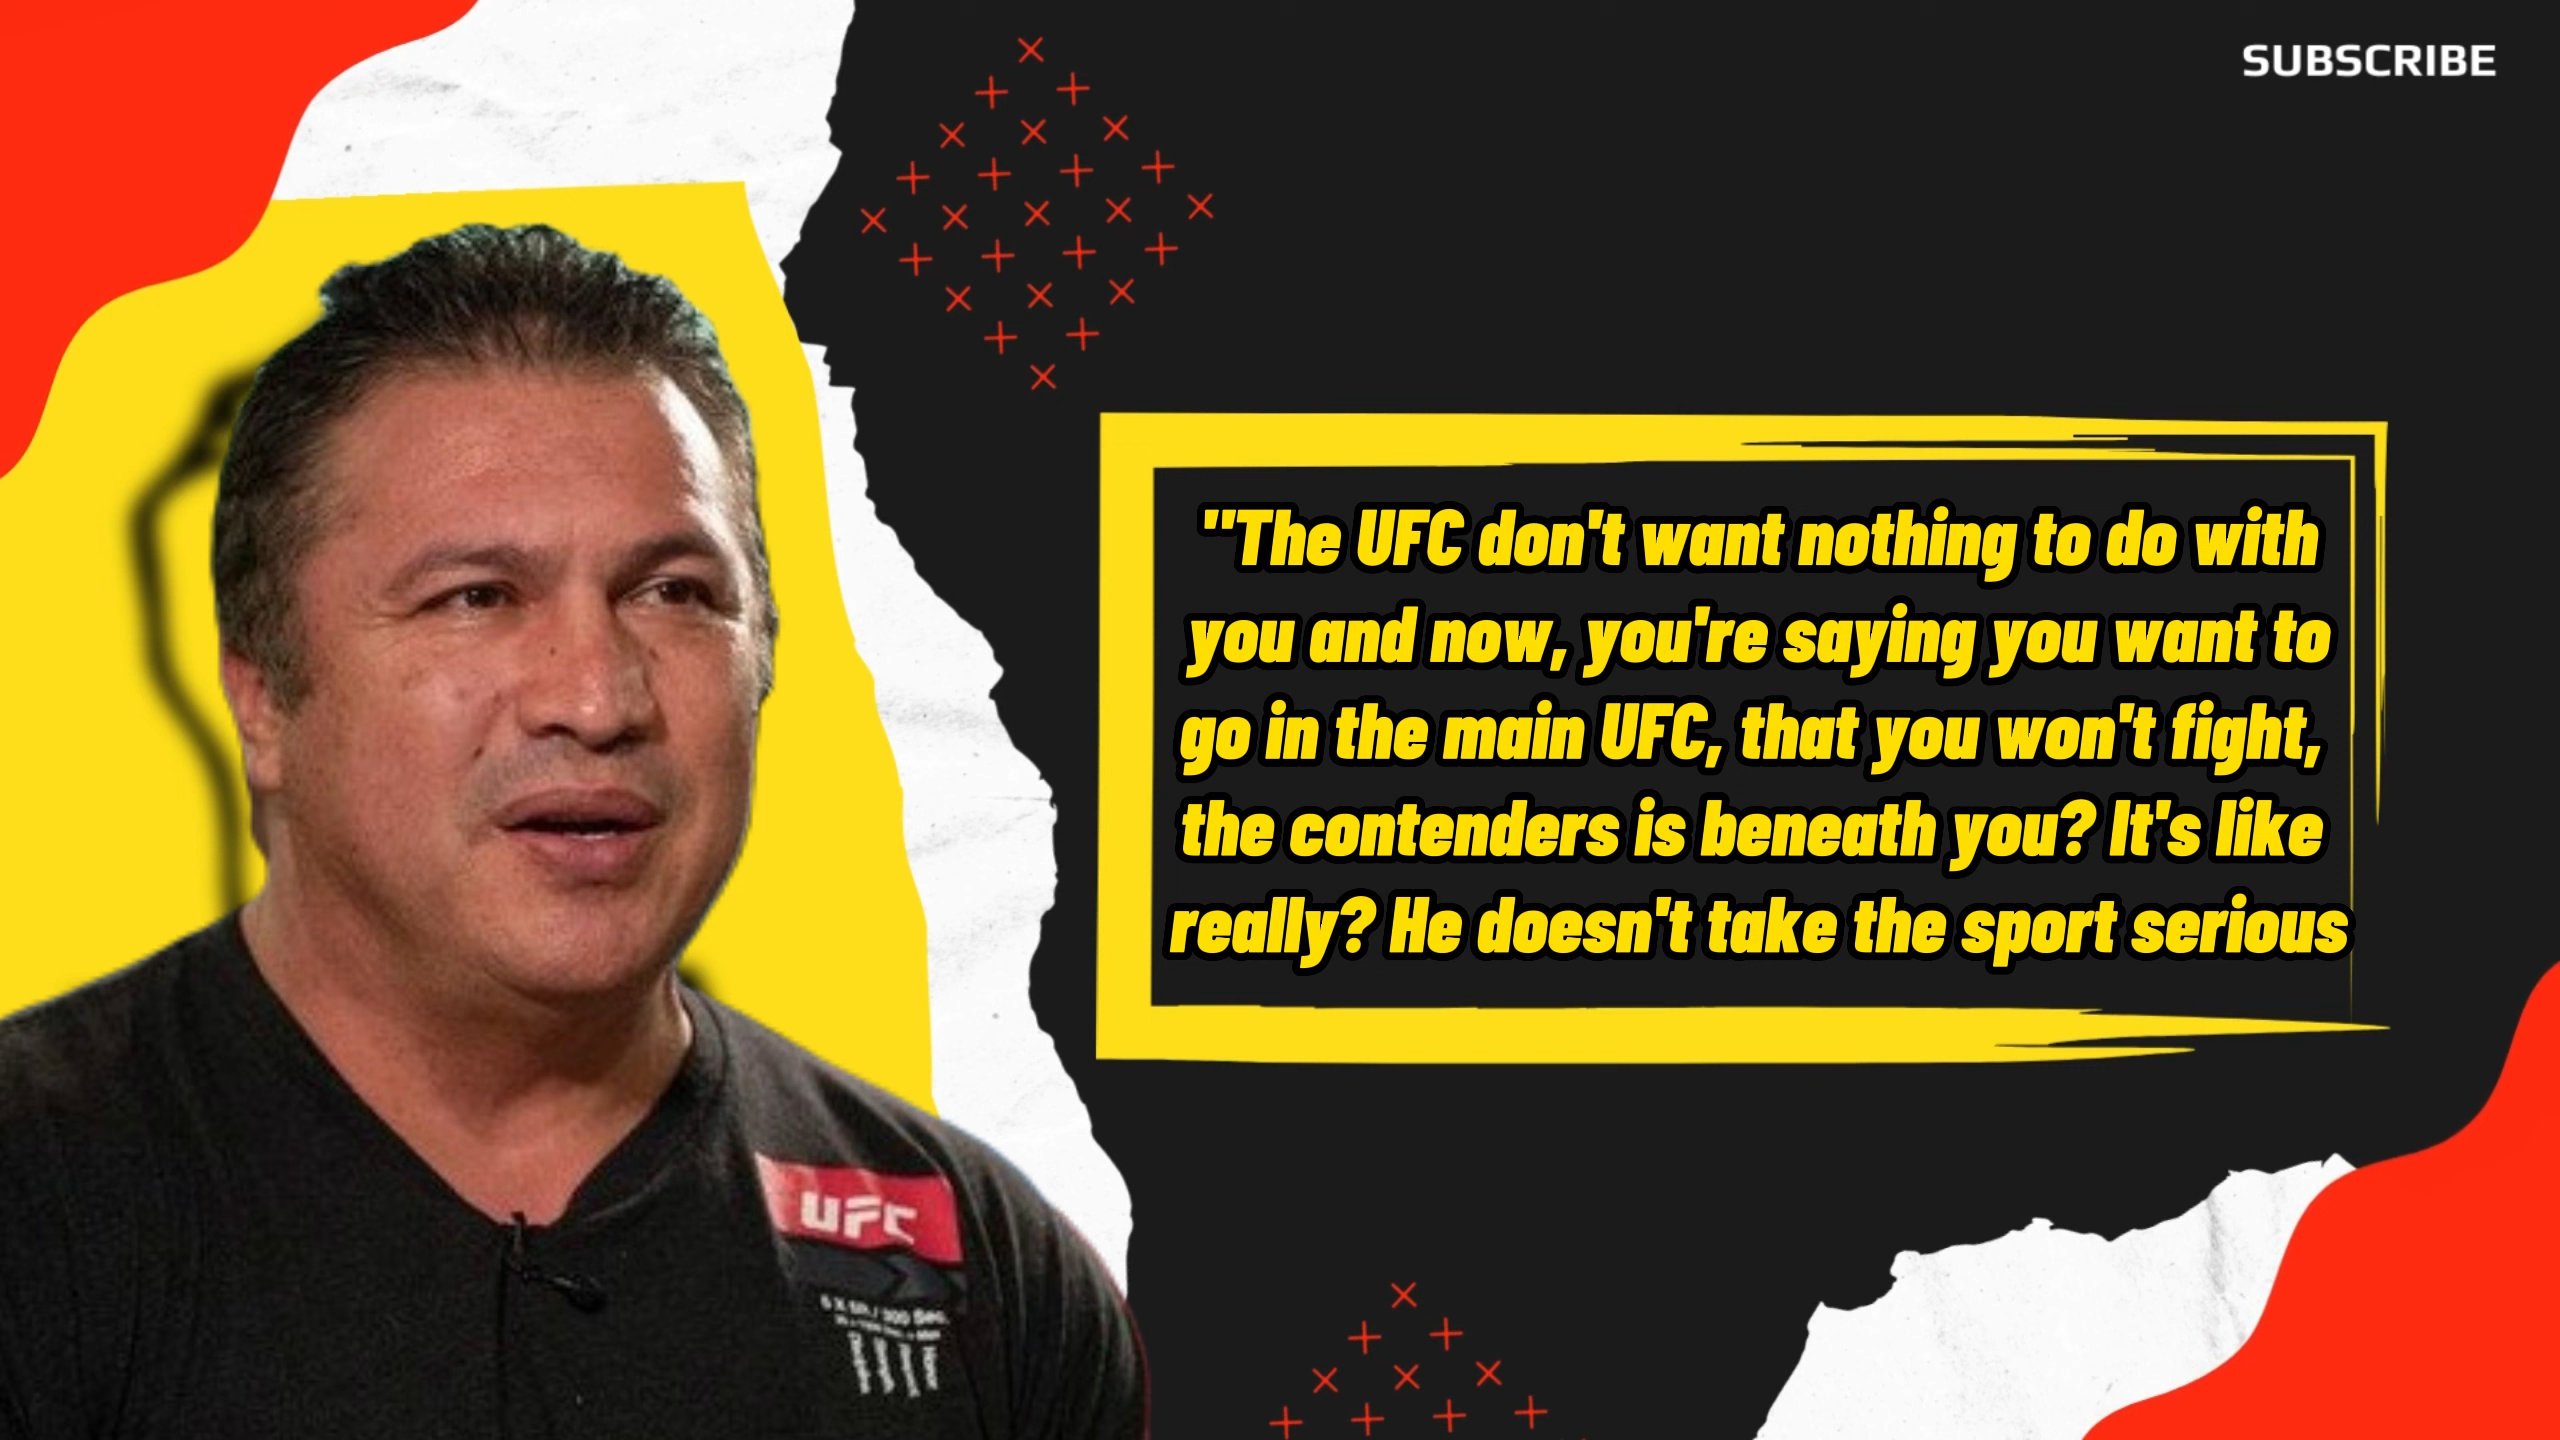 SUBSCRIBE
"The UFC don't want nothing to do with
you and now, you're saying you want to
go in the main UFC, that you won't fight,
the contenders is beneath you? It's like
really? He doesn't take the sport serious
UFC